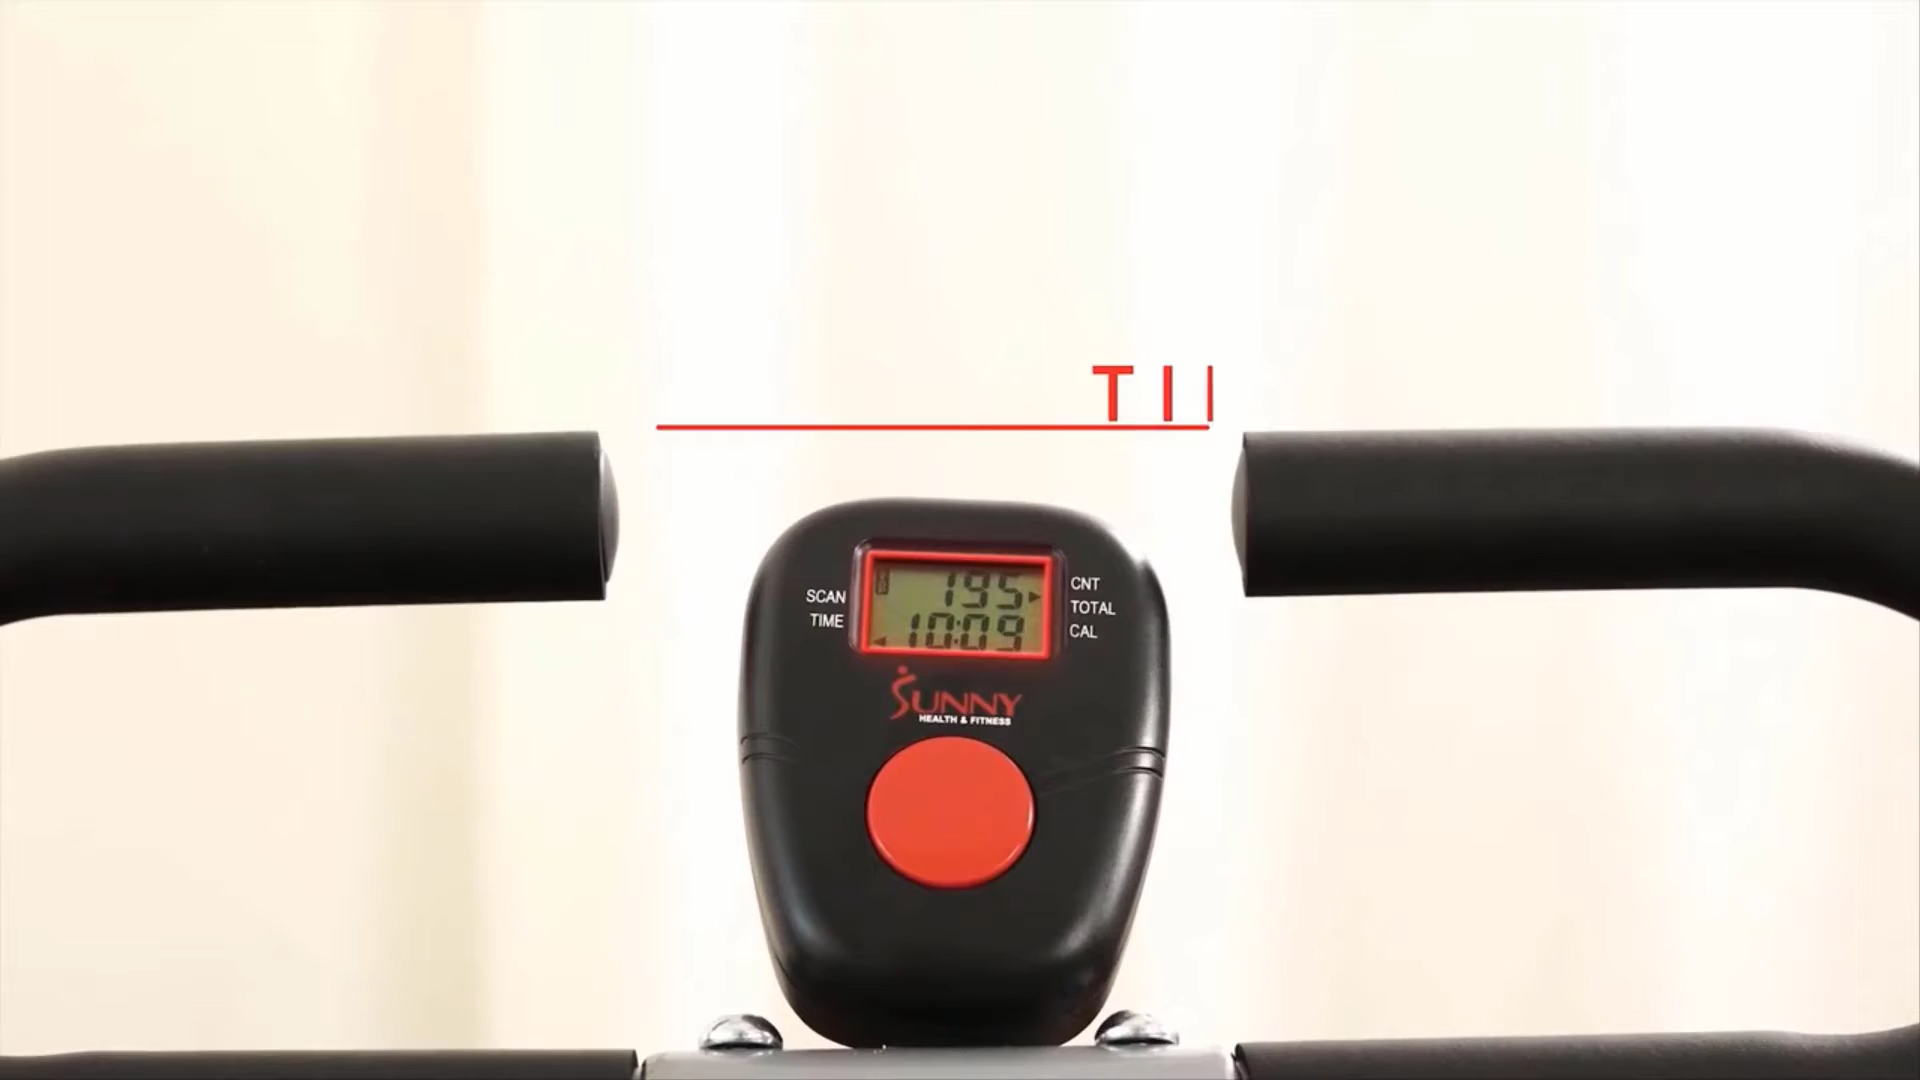 T I
195
SCAN
CNT
TOTAL
TIME
10:09
CAL
SUNNY
HEALTH & FITNESS